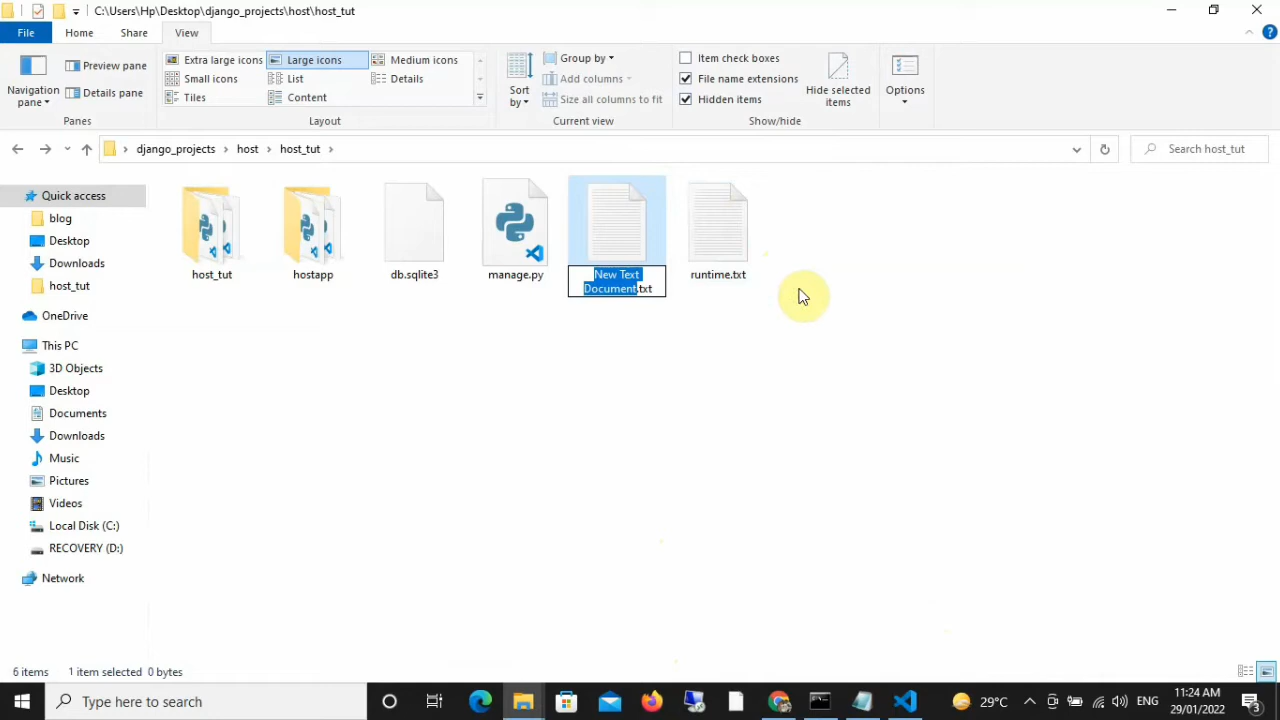 C:\Users\Hp\Desktop\django_projects\host\host_tut
File
Home
Share
View
Navigation
pane
Preview pane
Details pane
Panes
Extra large icons
Large icons
Medium icons
Small icons
List
Details
Tiles
Content
Layout
Sort
by
Group by
Add columns
Size all columns to fit
Current view
Item check boxes
File name extensions
Hidden items
Hide selected
items
Show/hide
Options
django_projects
host
host_tut
Search host_tut
Quick access
blog
Desktop
Downloads
host_tut
OneDrive
This PC
3D Objects
Desktop
Documents
Downloads
Music
Pictures
Videos
Local Disk (C:)
RECOVERY (D:)
Network
host_tut
hostapp
db.sqlite3
manage.py
New Text
Document.txt
runtime.txt
6 items
1 item selected 0 bytes
Type here to search
29°C
ENG
11:24 AM
29/01/2022
3